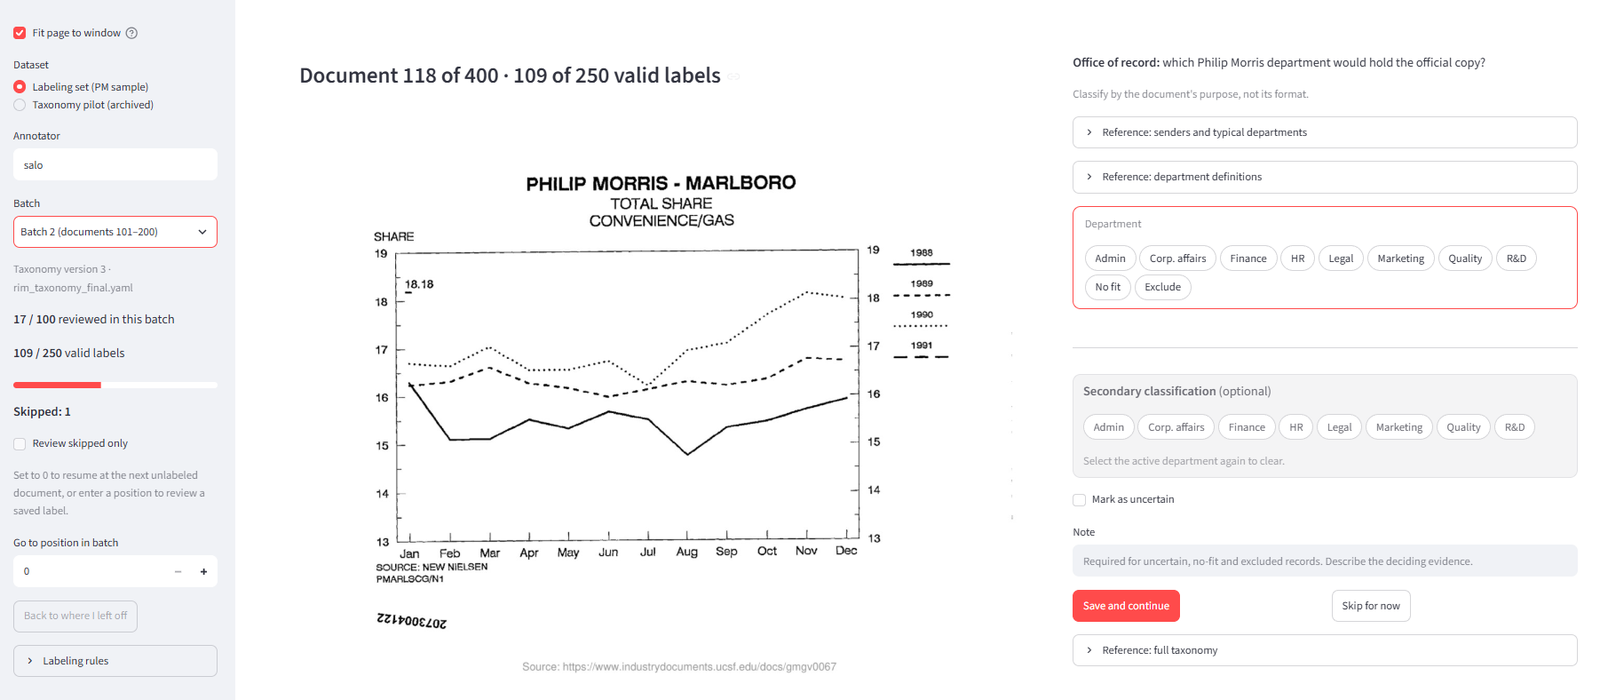 Fit page to window
Dataset
Labeling set (PM sample)
Taxonomy pilot (archived)
Annotator
salo
Batch
Batch 2 (documents 101–200)
Taxonomy version 3 ·
rim_taxonomy_final.yaml
17 / 100 reviewed in this batch
109 / 250 valid labels
Skipped: 1
Review skipped only
Set to 0 to resume at the next unlabeled
document, or enter a position to review a
saved label.
Go to position in batch
0
Back to where I left off
Labeling rules
Document 118 of 400 · 109 of 250 valid labels
PHILIP MORRIS - MARLBORO
TOTAL SHARE
CONVENIENCE/GAS
SHARE
19
18
17
16
15
14
13
18.18
19
18
17
16
15
14
13
1988
1989
1990
1991
Jan Feb Mar Apr May Jun Jul Aug Sep Oct Nov Dec
SOURCE: NEW NIELSEN
PMARLSCG/N1
2073004122
Source: https://www.industrydocuments.ucsf.edu/docs/gmgv0067
Office of record: which Philip Morris department would hold the official copy?
Classify by the document's purpose, not its format.
Reference: senders and typical departments
Reference: department definitions
Department
Admin Corp. affairs Finance HR Legal Marketing Quality R&D
No fit Exclude
Secondary classification (optional)
Admin Corp. affairs Finance HR Legal Marketing Quality R&D
Select the active department again to clear.
Mark as uncertain
Note
Required for uncertain, no-fit and excluded records. Describe the deciding evidence.
Save and continue Skip for now
Reference: full taxonomy